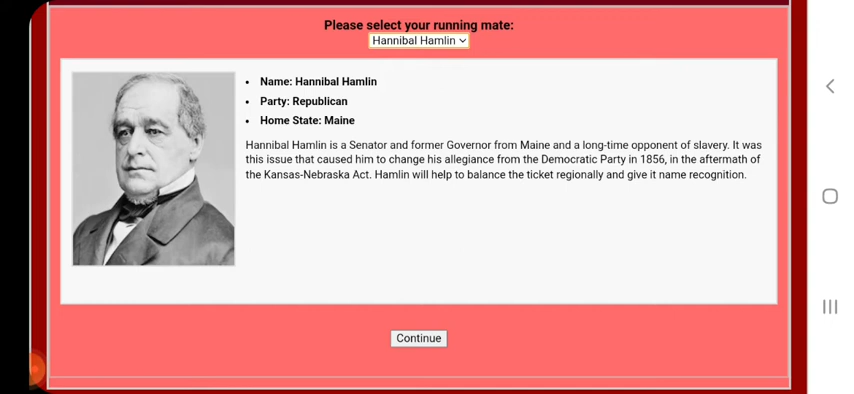 Please select your running mate:
Hannibal Hamlin
Name: Hannibal Hamlin
Party: Republican
Home State: Maine
Hannibal Hamlin is a Senator and former Governor from Maine and a long-time opponent of slavery. It was
this issue that caused him to change his allegiance from the Democratic Party in 1856, in the aftermath of
the Kansas-Nebraska Act. Hamlin will help to balance the ticket regionally and give it name recognition.
Continue